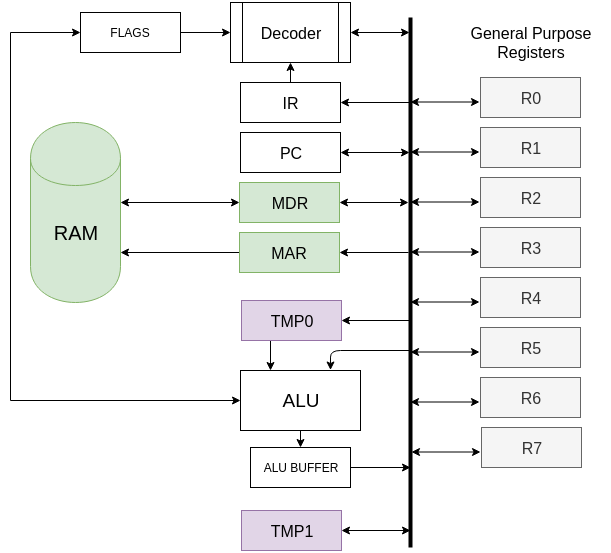 FLAGS
Decoder
General Purpose
Registers
IR
R0
PC
R1
RAM
MDR
R2
MAR
R3
TMP0
R4
R5
ALU
R6
ALU BUFFER
R7
TMP1